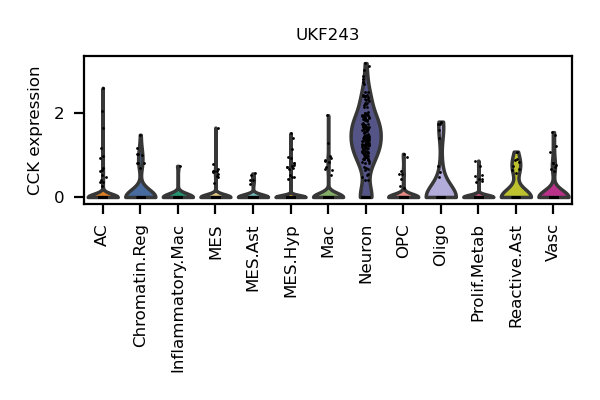 UKF243
CCK expression
2
0
AC
Chromatin.Reg
Inflammatory.Mac
MES
MES.Ast
MES.Hyp
Mac
Neuron
OPC
Oligo
Prolif.Metab
Reactive.Ast
Vasc